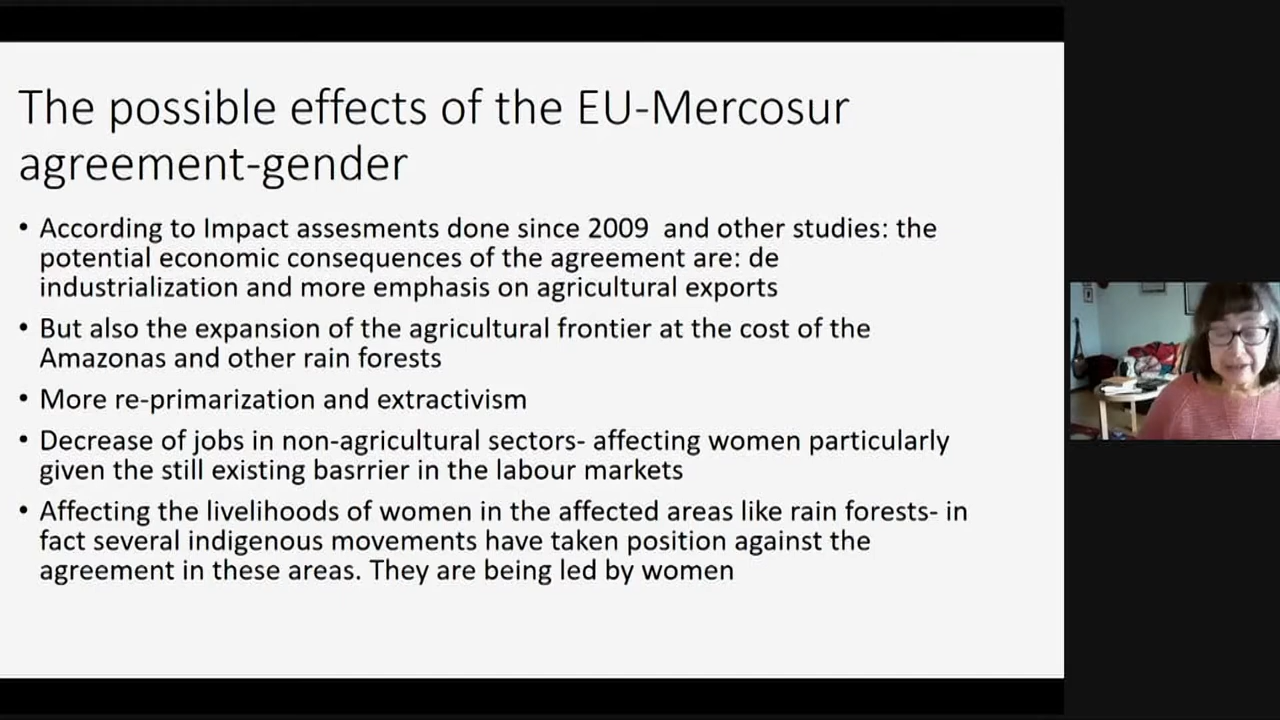 The possible effects of the EU-Mercosur
agreement-gender
• According to Impact assesments done since 2009  and other studies: the
potential economic consequences of the agreement are: de
industrialization and more emphasis on agricultural exports
• But also the expansion of the agricultural frontier at the cost of the
Amazonas and other rain forests
• More re-primarization and extractivism
• Decrease of jobs in non-agricultural sectors- affecting women particularly
given the still existing basrrier in the labour markets
• Affecting the livelihoods of women in the affected areas like rain forests- in
fact several indigenous movements have taken position against the
agreement in these areas. They are being led by women